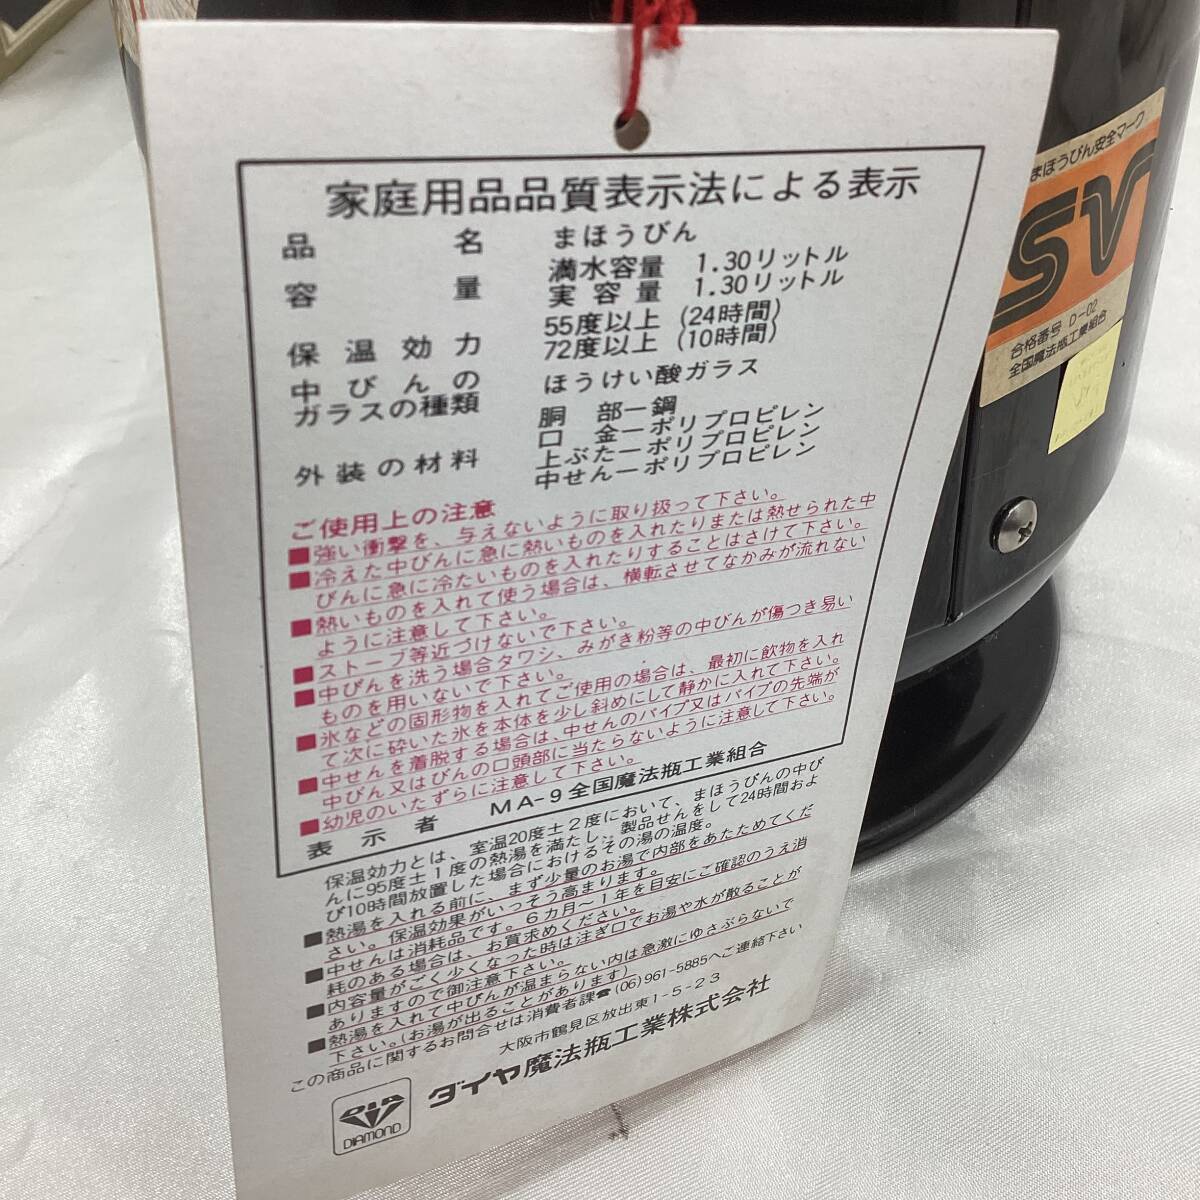 家庭用品品質表示法による表示
品名 まほうびん
容量 満水容量 1.30リットル
実容量 1.30リットル
保温効力 55度以上 (24時間)
72度以上 (10時間)
中びんの
ガラスの種類 ほうけい酸ガラス
外装の材料 胴部ー鋼
口金ーポリプロピレン
上ぶたーポリプロピレン
中せんーポリプロピレン
ご使用上の注意
■強い衝撃を、与えないように取り扱って下さい。
■冷えた中びんに急に熱いものを入れたりまたは熱せられた中
びんに急に冷たいものを入れたりすることはさけて下さい。
■熱いものを入れて使う場合は、横転させてなかみが流れない
ように注意して下さい。
■ストーブ等近づけないで下さい。
■中びんを洗う場合タワシ、みがき粉等の中びんが傷つき易い
ものを用いないで下さい。
■氷などの固形物を入れてご使用の場合は、最初に飲物を入れ
て次に砕いた氷を本体を少し斜めにして静かに入れて下さい。
■中せんを着脱する場合は、中せんのパイプ又はパイプの先端が
中びん又はびんの口頭部に当たらないように注意して下さい。
■幼児のいたずらに注意して下さい。
表示者 MA-9 全国魔法瓶工業組合
保温効力とは、室温20度±2度において、まほうびんの中び
んに95度±1度の熱湯を満たし、製品せんをして24時間およ
び10時間放置した場合におけるその湯の温度。
■熱湯を入れる前に、まず少量のお湯で内部をあたためてくだ
さい。保温効果がいっそう高まります。
■中せんは消耗品です。6カ月〜1年を目安にご確認のうえ消
耗のある場合は、お買求めください。
■内容量がごく少くなった時は注ぎ口でお湯や水が散ることが
ありますので御注意下さい。
■熱湯を入れて中びんが温まらない内は急激にゆさぶらないで
下さい。(お湯が出ることがあります)
この商品に関するお問合せは消費者課☎(06)961-5885へご連絡下さい
大阪市鶴見区放出東1-5-23
ダイヤ魔法瓶工業株式会社
DIA
DIAMOND
まほうびん安全マーク
SV
合格番号 D-02
全国魔法瓶工業組合